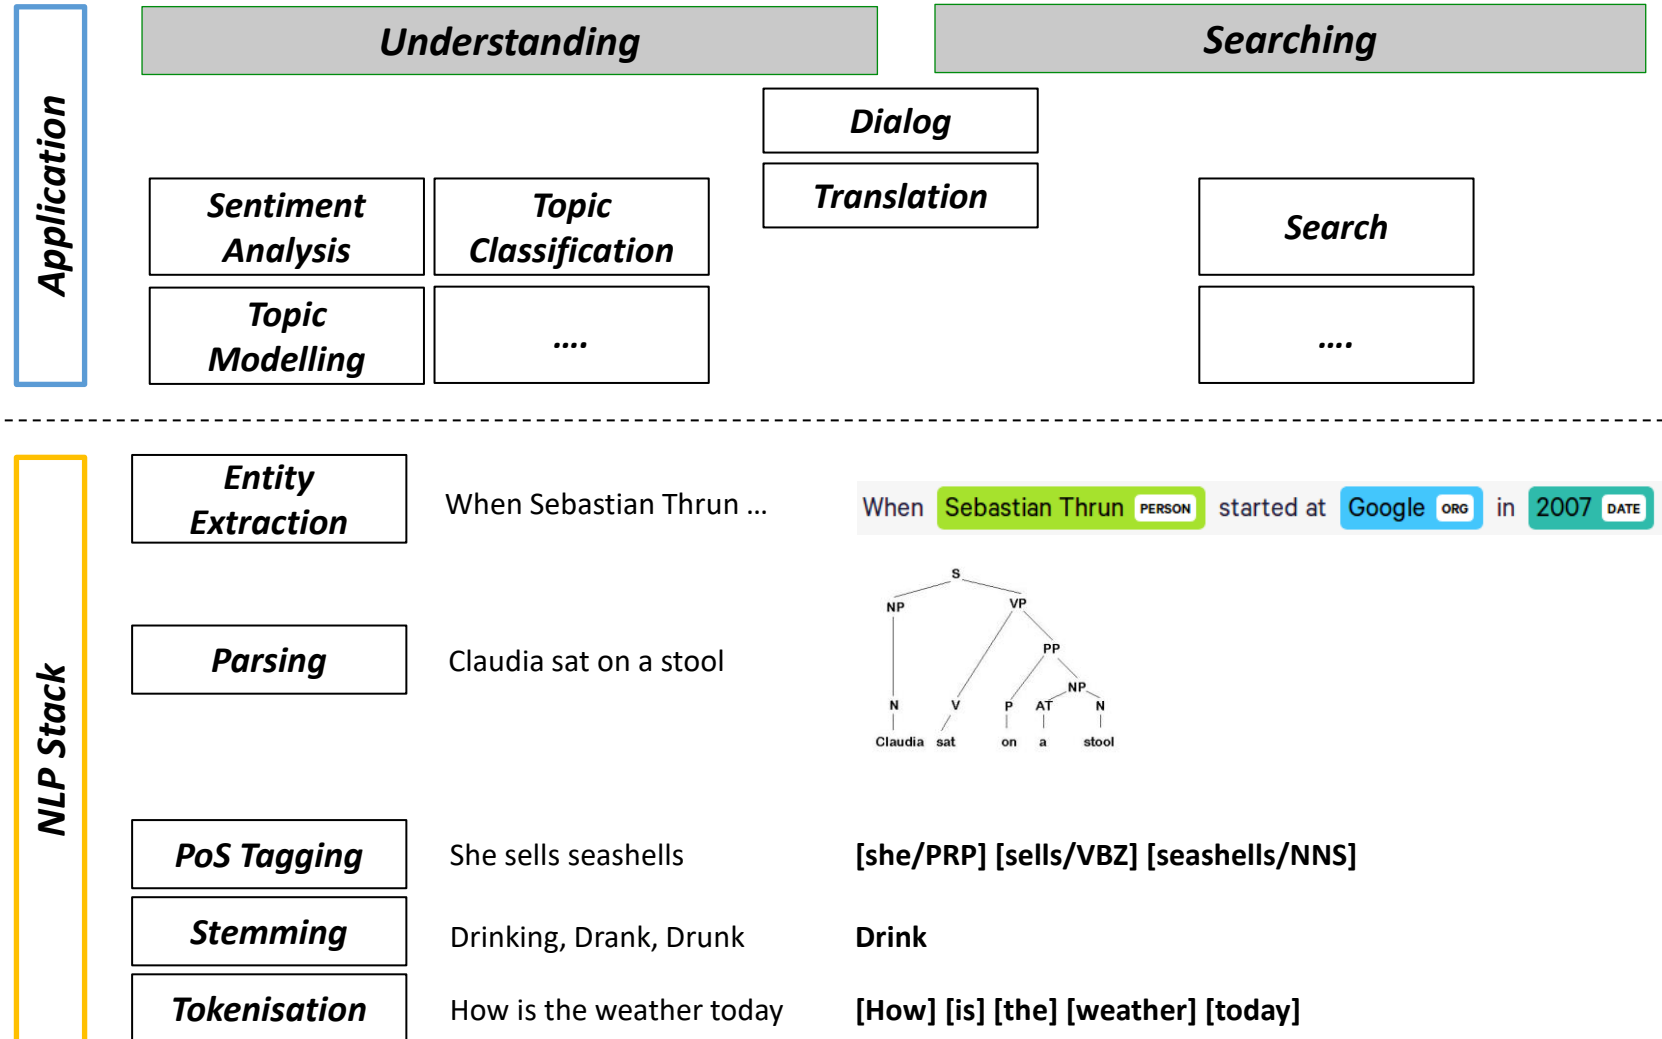 Understanding
Searching
Application
Dialog
Translation
Sentiment
Analysis
Topic
Classification
Search
Topic
Modelling
....
....
NLP Stack
Entity
Extraction
When Sebastian Thrun ...
When Sebastian Thrun PERSON started at Google ORG in 2007 DATE
Parsing
Claudia sat on a stool
S
NP VP
PP
NP
N V P AT N
Claudia sat on a stool
PoS Tagging
She sells seashells
[she/PRP] [sells/VBZ] [seashells/NNS]
Stemming
Drinking, Drank, Drunk
Drink
Tokenisation
How is the weather today
[How] [is] [the] [weather] [today]